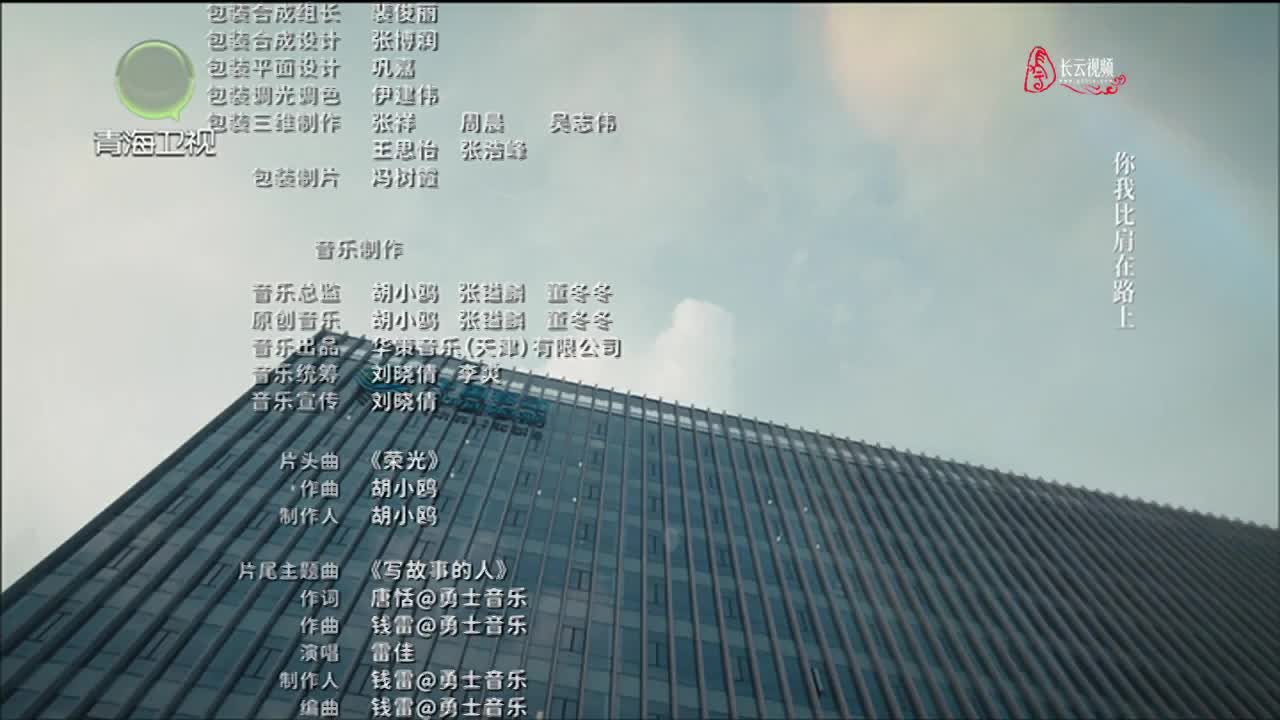 包装合成组长 裴俊丽
包装合成设计 张博润
包装平面设计 巩嘉
包装调光调色 伊建伟
包装三维制作 张祥 周晨 吴志伟
王思怡 张浩峰
包装制片 冯树霞
青海卫视
长云视频
你我比肩在路上
音乐制作
音乐总监 胡小鸥 张镒麟 董冬冬
原创音乐 胡小鸥 张镒麟 董冬冬
音乐出品 华策音乐(天津)有限公司
音乐统筹 刘晓倩 李爽
音乐宣传 刘晓倩
片头曲 《荣光》
作曲 胡小鸥
制作人 胡小鸥
片尾主题曲 《写故事的人》
作词 唐恬@勇士音乐
作曲 钱雷@勇士音乐
演唱 雷佳
制作人 钱雷@勇士音乐
编曲 钱雷@勇士音乐